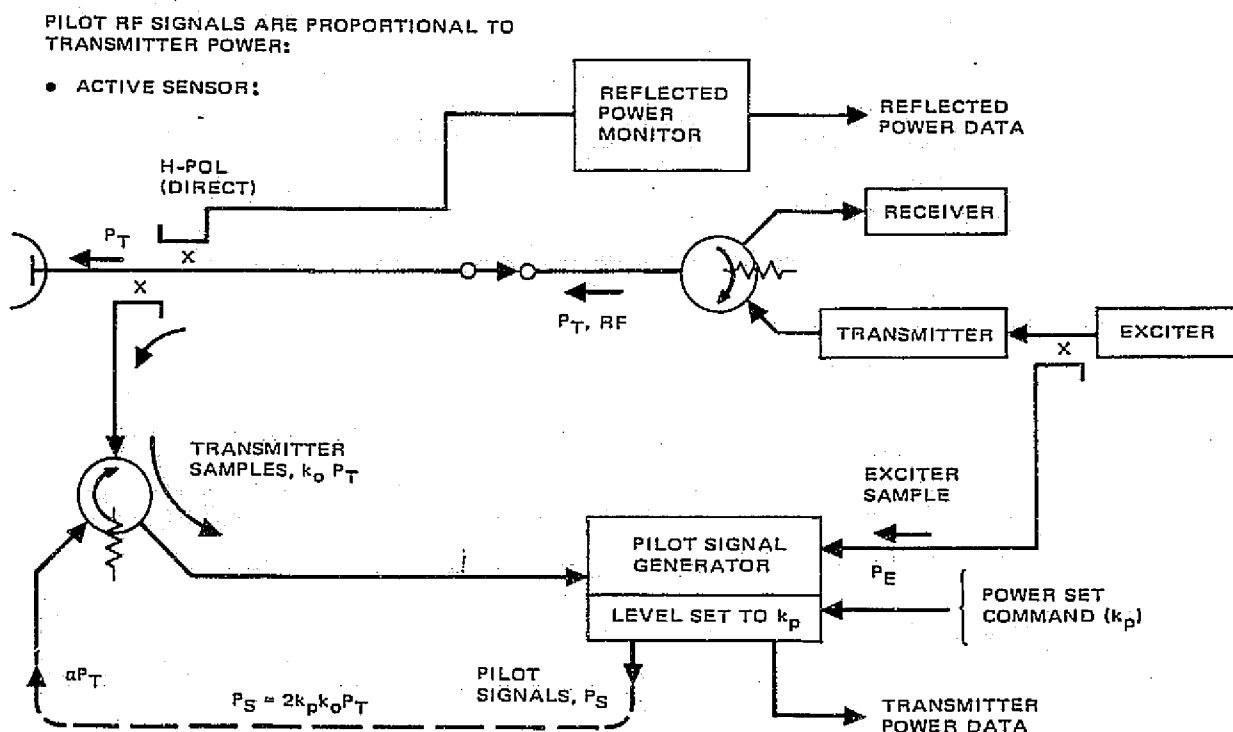 PILOT RF SIGNALS ARE PROPORTIONAL TO
TRANSMITTER POWER:
• ACTIVE SENSOR:
REFLECTED
POWER
MONITOR
REFLECTED
POWER DATA
H-POL
(DIRECT)
RECEIVER
P_T
X
X
P_T, RF
TRANSMITTER
EXCITER
X
TRANSMITTER
SAMPLES, k_o P_T
EXCITER
SAMPLE
PILOT SIGNAL
GENERATOR
P_E
LEVEL SET TO k_p
POWER SET
COMMAND (k_p)
αP_T
P_S = 2k_pk_oP_T
PILOT
SIGNALS, P_S
TRANSMITTER
POWER DATA